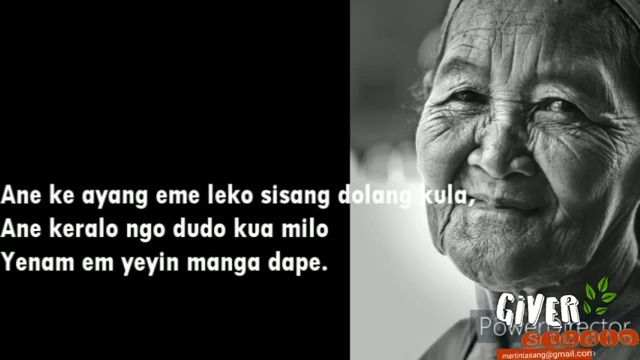 Ane ke ayang eme leko sisang dolang kula,
Ane keralo ngo dudo kua milo
Yenam em yeyin manga dape.
GiVER
STUDIO
PowerDirector
martintasang@gmail.com